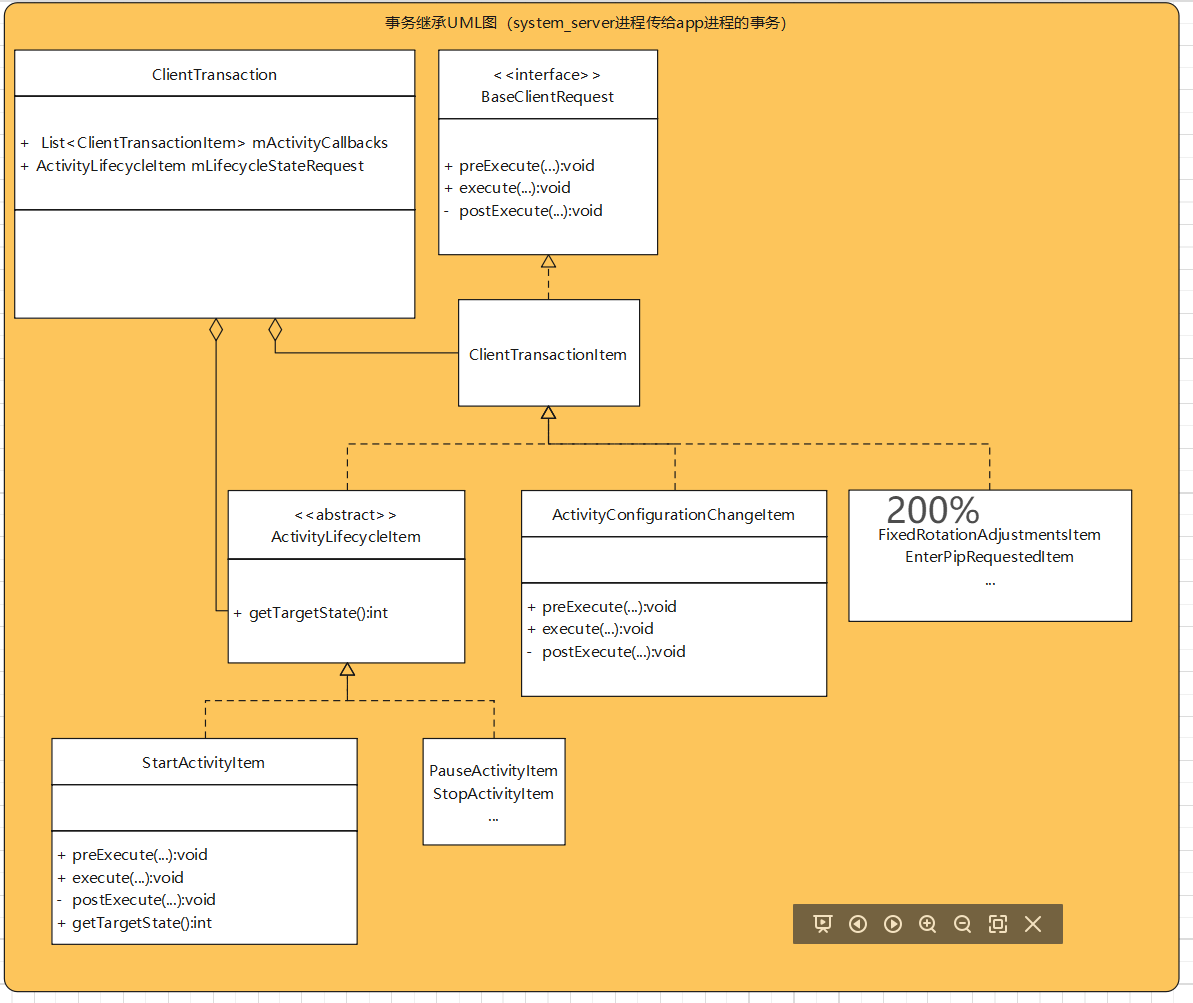 事务继承UML图（system_server进程传给app进程的事务）
ClientTransaction
+ List<ClientTransactionItem> mActivityCallbacks
+ ActivityLifecycleItem mLifecycleStateRequest
<<interface>>
BaseClientRequest
+ preExecute(...):void
+ execute(...):void
- postExecute(...):void
ClientTransactionItem
<<abstract>>
ActivityLifecycleItem
+ getTargetState():int
ActivityConfigurationChangeItem
+ preExecute(...):void
+ execute(...):void
- postExecute(...):void
200%
FixedRotationAdjustmentsItem
EnterPipRequestedItem
...
StartActivityItem
+ preExecute(...):void
+ execute(...):void
- postExecute(...):void
+ getTargetState():int
PauseActivityItem
StopActivityItem
...